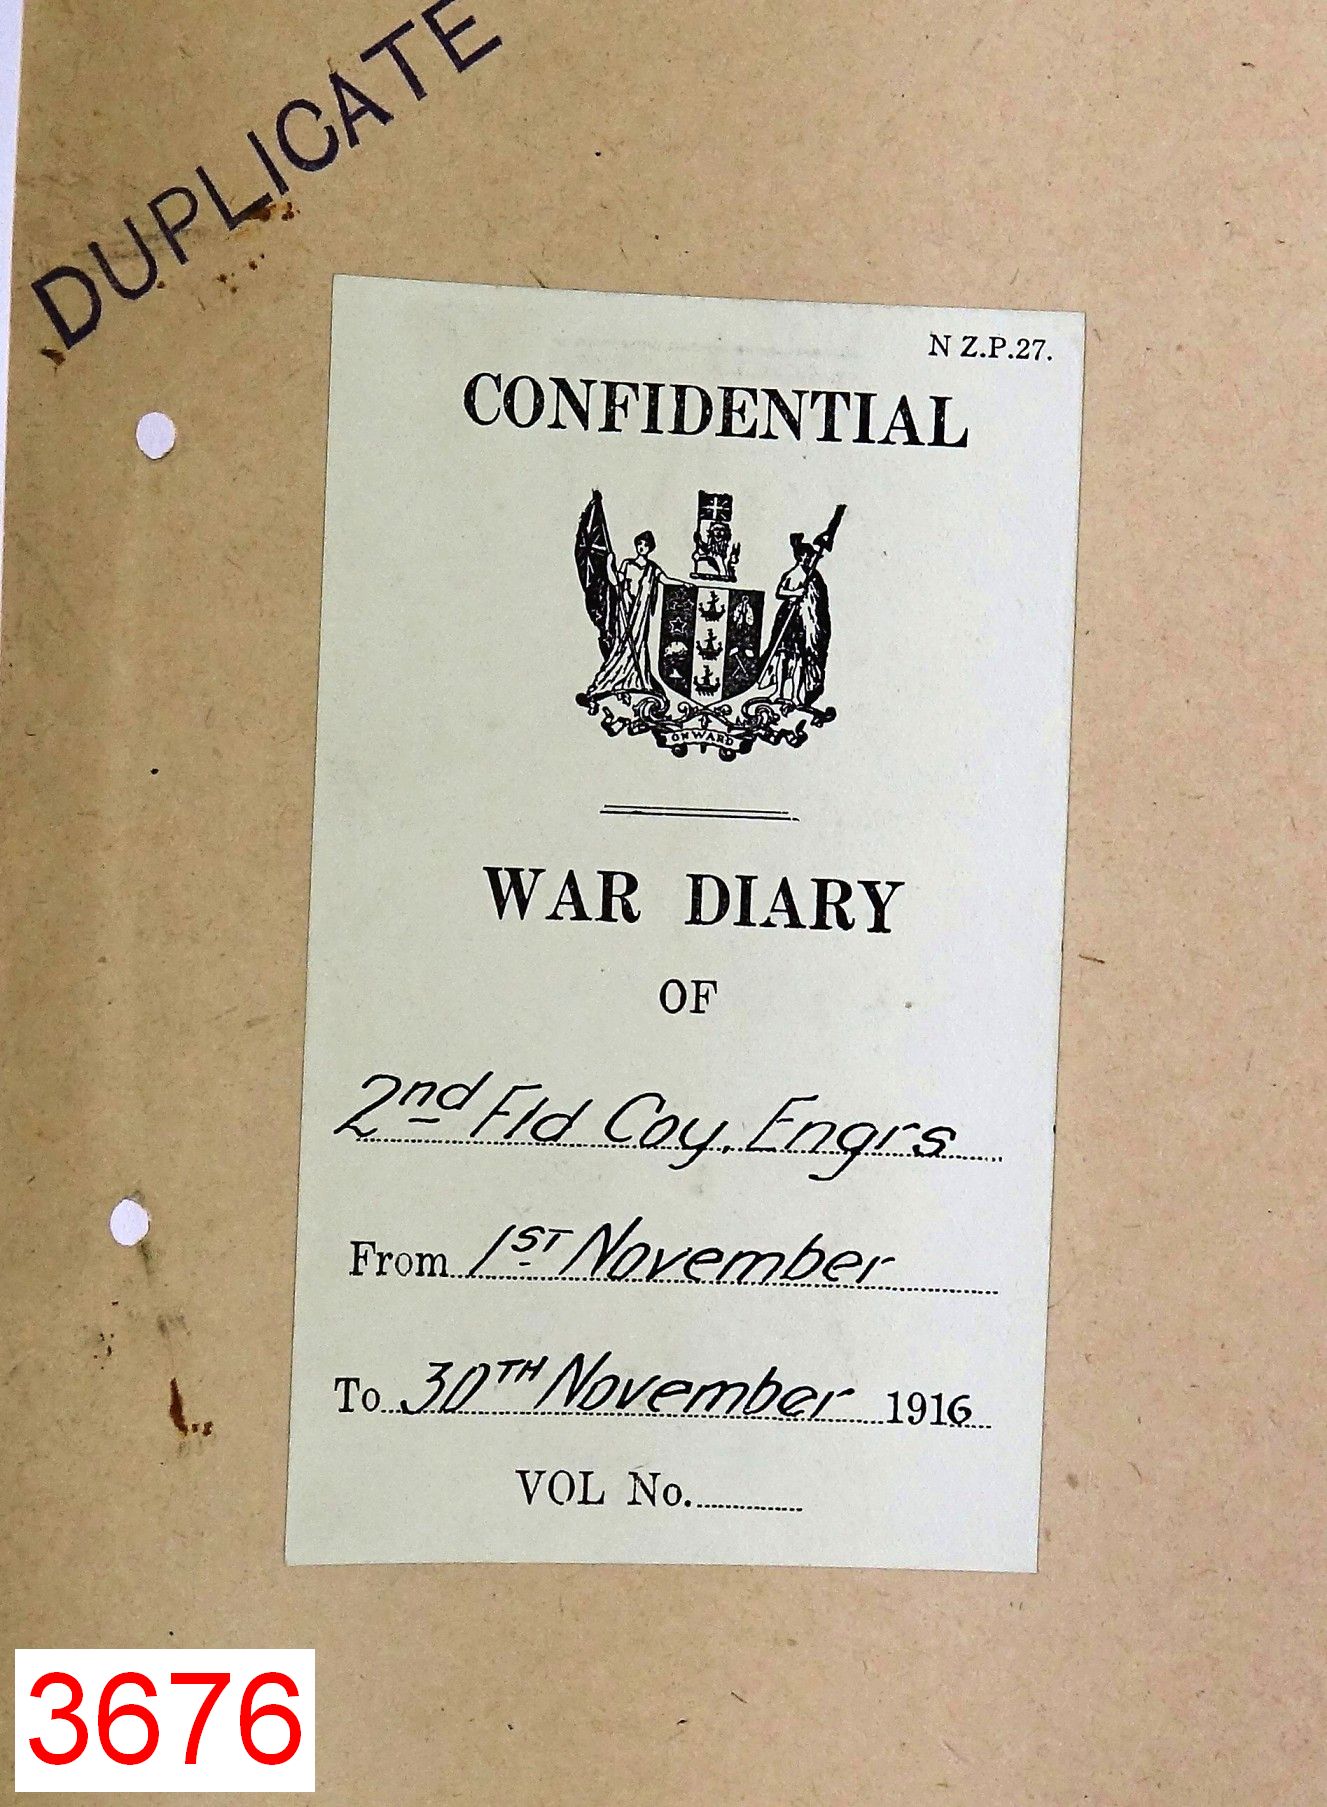 DUPLICATE
N Z.P.27.
CONFIDENTIAL
ONWARD
WAR DIARY
OF
2nd Fld Coy, Engrs
From 1ST November
To 30TH November 1916
VOL No.
3676